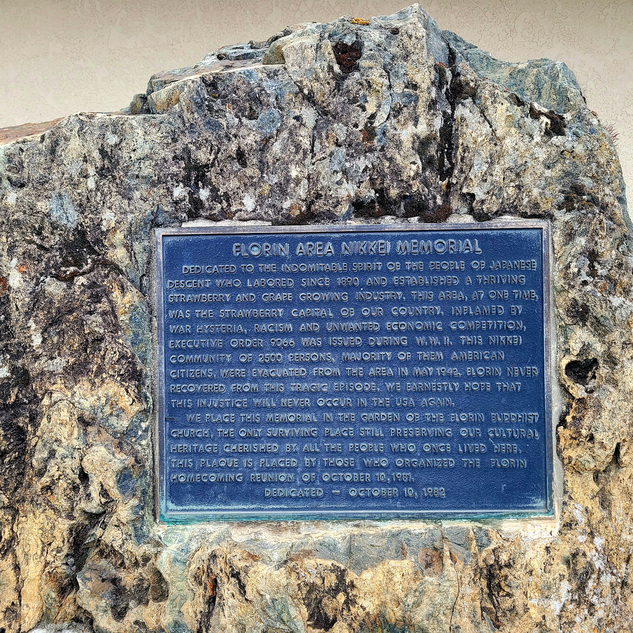 FLORIN AREA NIKKEI MEMORIAL
DEDICATED TO THE INDOMITABLE SPIRIT OF THE PEOPLE OF JAPANESE
DESCENT WHO LABORED SINCE 1890 AND ESTABLISHED A THRIVING
STRAWBERRY AND GRAPE GROWING INDUSTRY. THIS AREA, AT ONE TIME,
WAS THE STRAWBERRY CAPITAL OF OUR COUNTRY. INFLAMED BY
WAR HYSTERIA, RACISM AND UNWANTED ECONOMIC COMPETITION,
EXECUTIVE ORDER 9066 WAS ISSUED DURING W.W. II. THIS NIKKEI
COMMUNITY OF 2500 PERSONS, MAJORITY OF THEM AMERICAN
CITIZENS, WERE EVACUATED FROM THE AREA IN MAY 1942. FLORIN NEVER
RECOVERED FROM THIS TRAGIC EPISODE. WE EARNESTLY HOPE THAT
THIS INJUSTICE WILL NEVER OCCUR IN THE USA AGAIN.
WE PLACE THIS MEMORIAL IN THE GARDEN OF THE FLORIN BUDDHIST
CHURCH, THE ONLY SURVIVING PLACE STILL PRESERVING OUR CULTURAL
HERITAGE CHERISHED BY ALL THE PEOPLE WHO ONCE LIVED HERE.
THIS PLAQUE IS PLACED BY THOSE WHO ORGANIZED THE FLORIN
HOMECOMING REUNION OF OCTOBER 10, 1981.
DEDICATED — OCTOBER 10, 1982